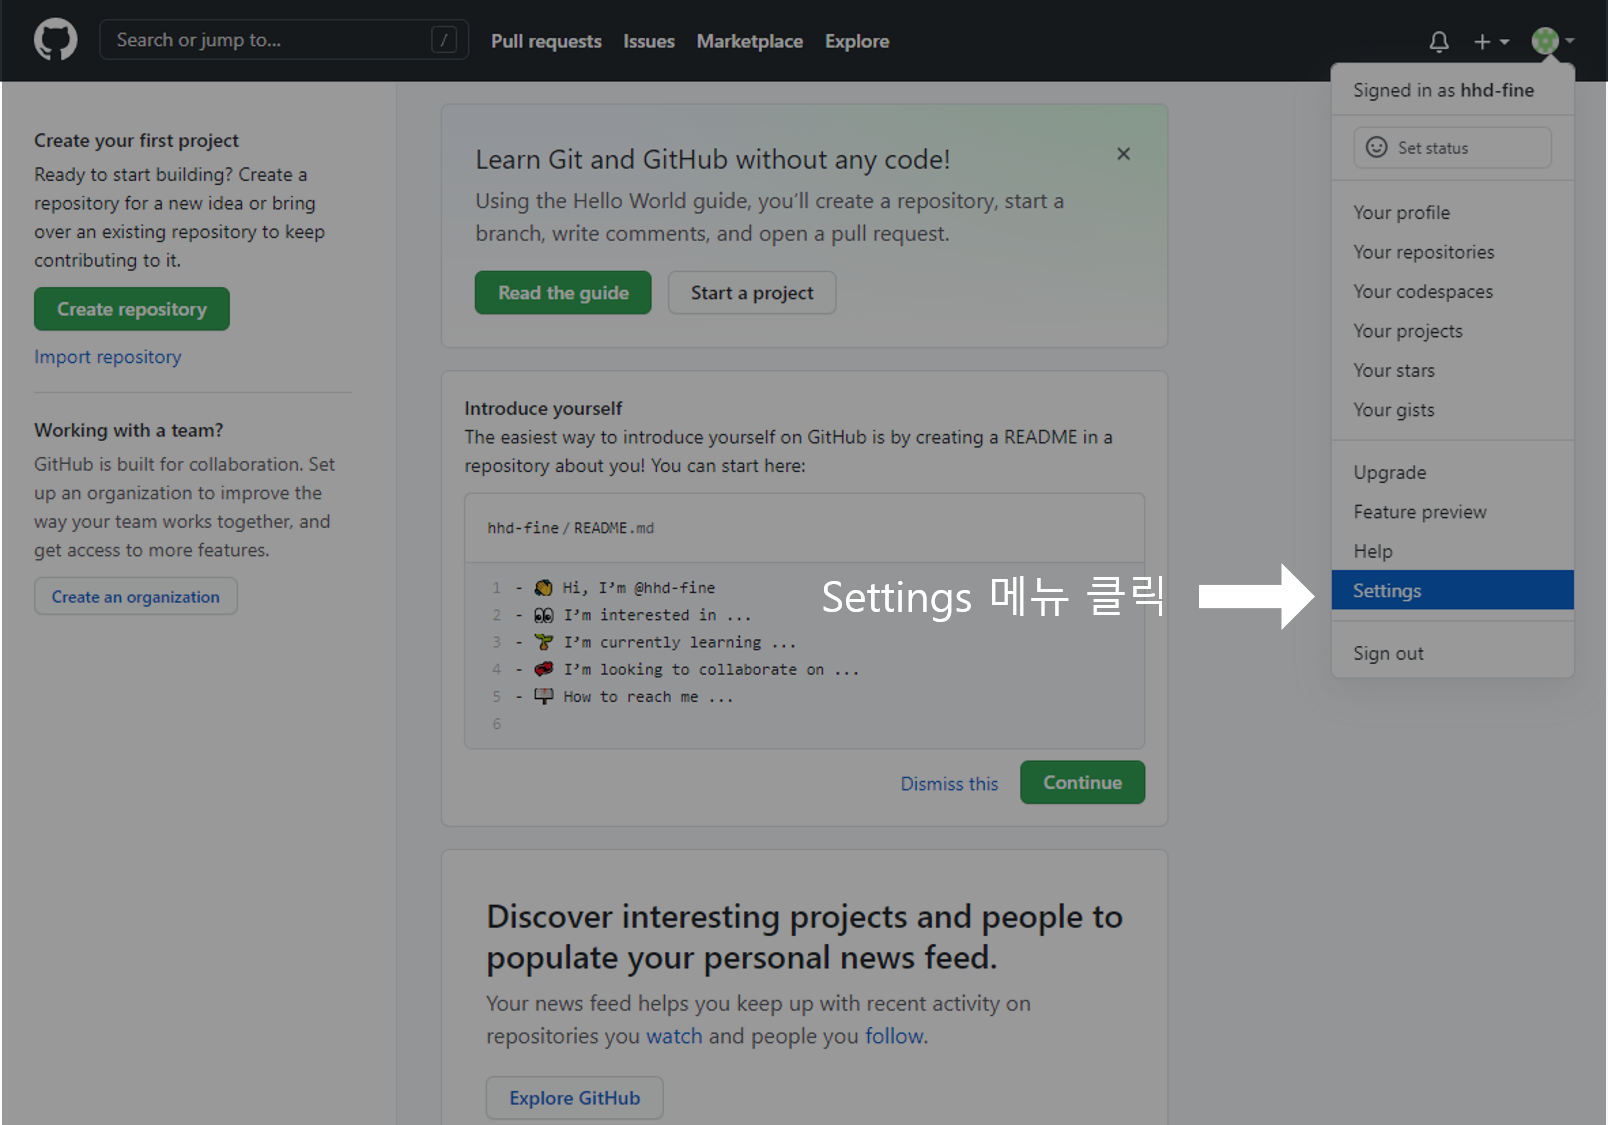 Search or jump to...
/
Pull requests
Issues
Marketplace
Explore
Create your first project
Ready to start building? Create a
repository for a new idea or bring
over an existing repository to keep
contributing to it.
Create repository
Import repository
Working with a team?
GitHub is built for collaboration. Set
up an organization to improve the
way your team works together, and
get access to more features.
Create an organization
Learn Git and GitHub without any code!
Using the Hello World guide, you’ll create a repository, start a
branch, write comments, and open a pull request.
Read the guide
Start a project
Introduce yourself
The easiest way to introduce yourself on GitHub is by creating a README in a
repository about you! You can start here:
hhd-fine / README.md
1 - 👋 Hi, I’m @hhd-fine
2 - 👀 I’m interested in ...
3 - 🌱 I’m currently learning ...
4 - 💞️ I’m looking to collaborate on ...
5 - 📫 How to reach me ...
6
Dismiss this
Continue
Discover interesting projects and people to
populate your personal news feed.
Your news feed helps you keep up with recent activity on
repositories you watch and people you follow.
Explore GitHub
Settings 메뉴 클릭
Signed in as hhd-fine
Set status
Your profile
Your repositories
Your codespaces
Your projects
Your stars
Your gists
Upgrade
Feature preview
Help
Settings
Sign out